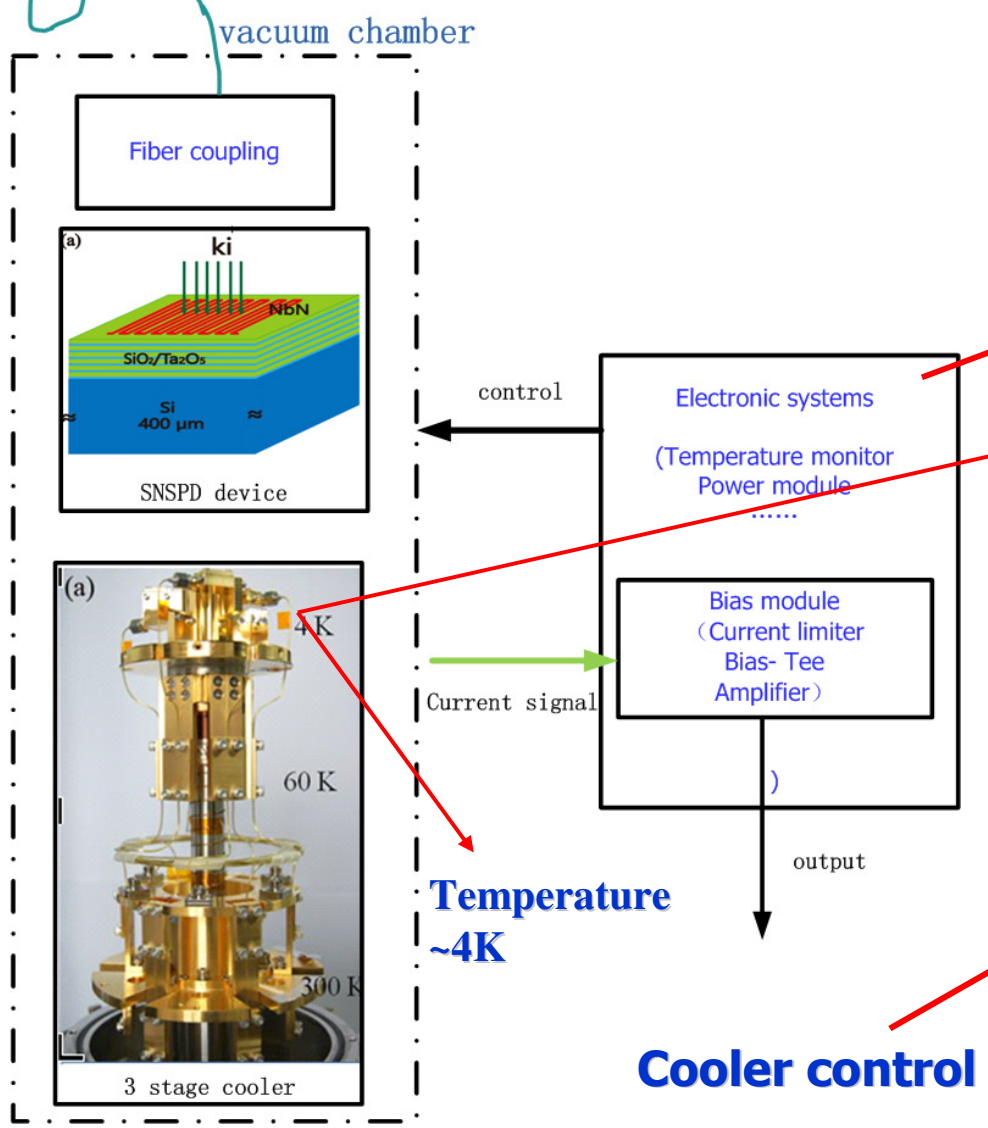 vacuum chamber
Fiber coupling
(a)
ki
NbN
SiO₂/Ta₂O₅
Si
≈ 400 μm ≈
SNSPD device
control
Electronic systems
(Temperature monitor
Power module
······
Bias module
（Current limiter
Bias- Tee
Amplifier）
)
Current signal
output
(a)
4 K
60 K
300 K
3 stage cooler
Temperature
~4K
Cooler control